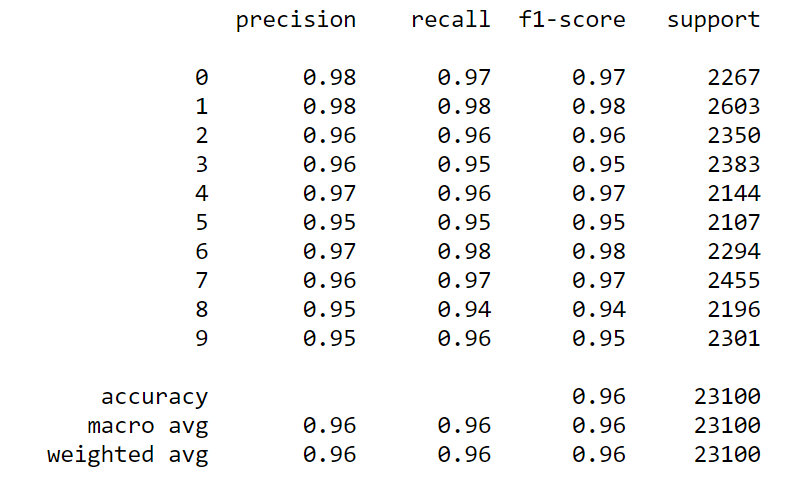 precision recall f1-score support
0 0.98 0.97 0.97 2267
1 0.98 0.98 0.98 2603
2 0.96 0.96 0.96 2350
3 0.96 0.95 0.95 2383
4 0.97 0.96 0.97 2144
5 0.95 0.95 0.95 2107
6 0.97 0.98 0.98 2294
7 0.96 0.97 0.97 2455
8 0.95 0.94 0.94 2196
9 0.95 0.96 0.95 2301
accuracy 0.96 23100
macro avg 0.96 0.96 0.96 23100
weighted avg 0.96 0.96 0.96 23100